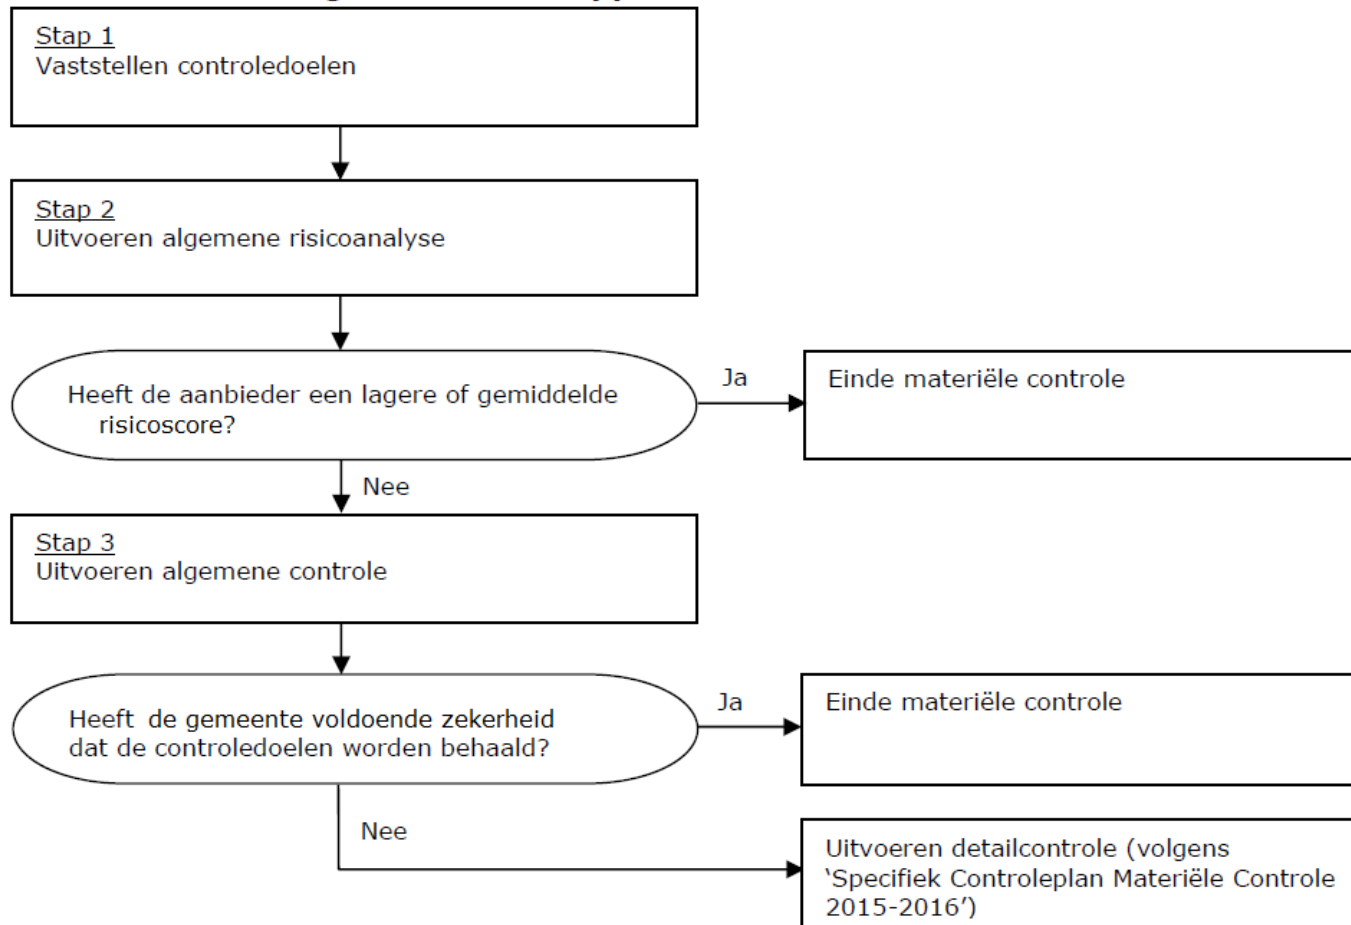 Stap 1
Vaststellen controledoelen
Stap 2
Uitvoeren algemene risicoanalyse
Heeft de aanbieder een lagere of gemiddelde
risicoscore?
Ja
Einde materiële controle
Nee
Stap 3
Uitvoeren algemene controle
Heeft de gemeente voldoende zekerheid
dat de controledoelen worden behaald?
Ja
Einde materiële controle
Nee
Uitvoeren detailcontrole (volgens
‘Specifiek Controleplan Materiële Controle
2015-2016’)